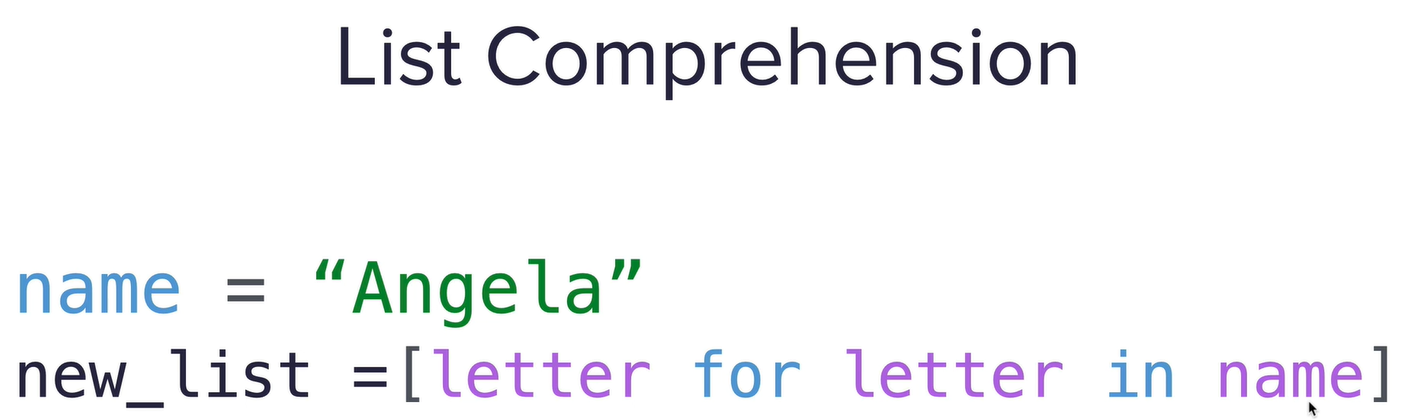 List Comprehension
name = “Angela”
new_list =[letter for letter in name]